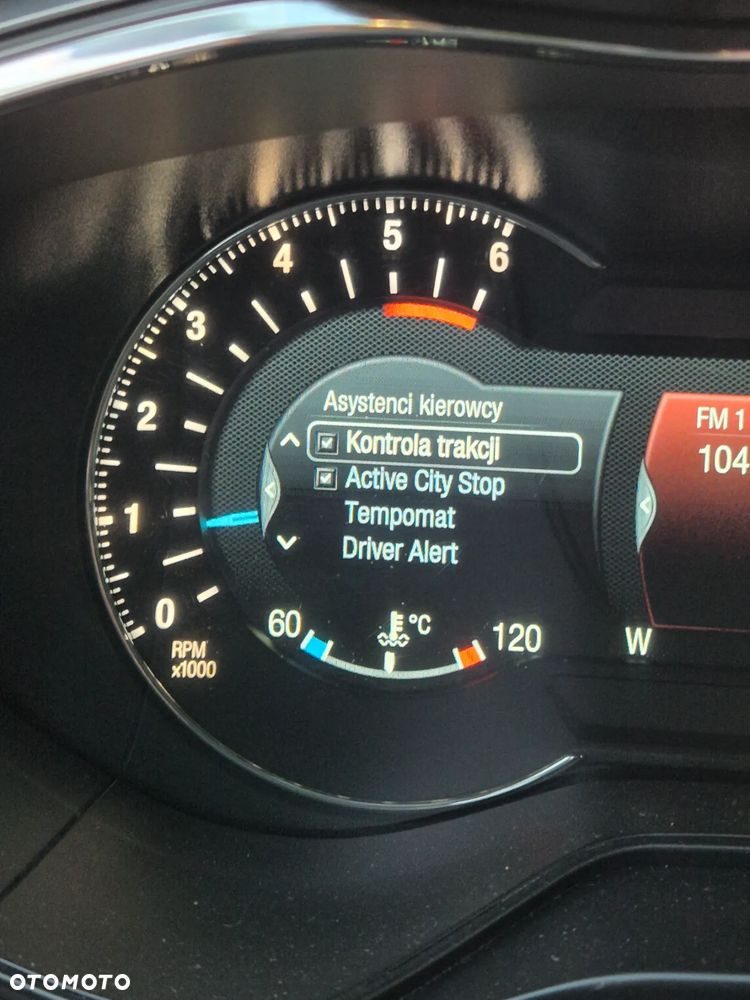 6
5
4
3
2
1
0
RPM
x1000
Asystenci kierowcy
Kontrola trakcji
Active City Stop
Tempomat
Driver Alert
60
°C
120
FM 1
104
W
OTOMOTO